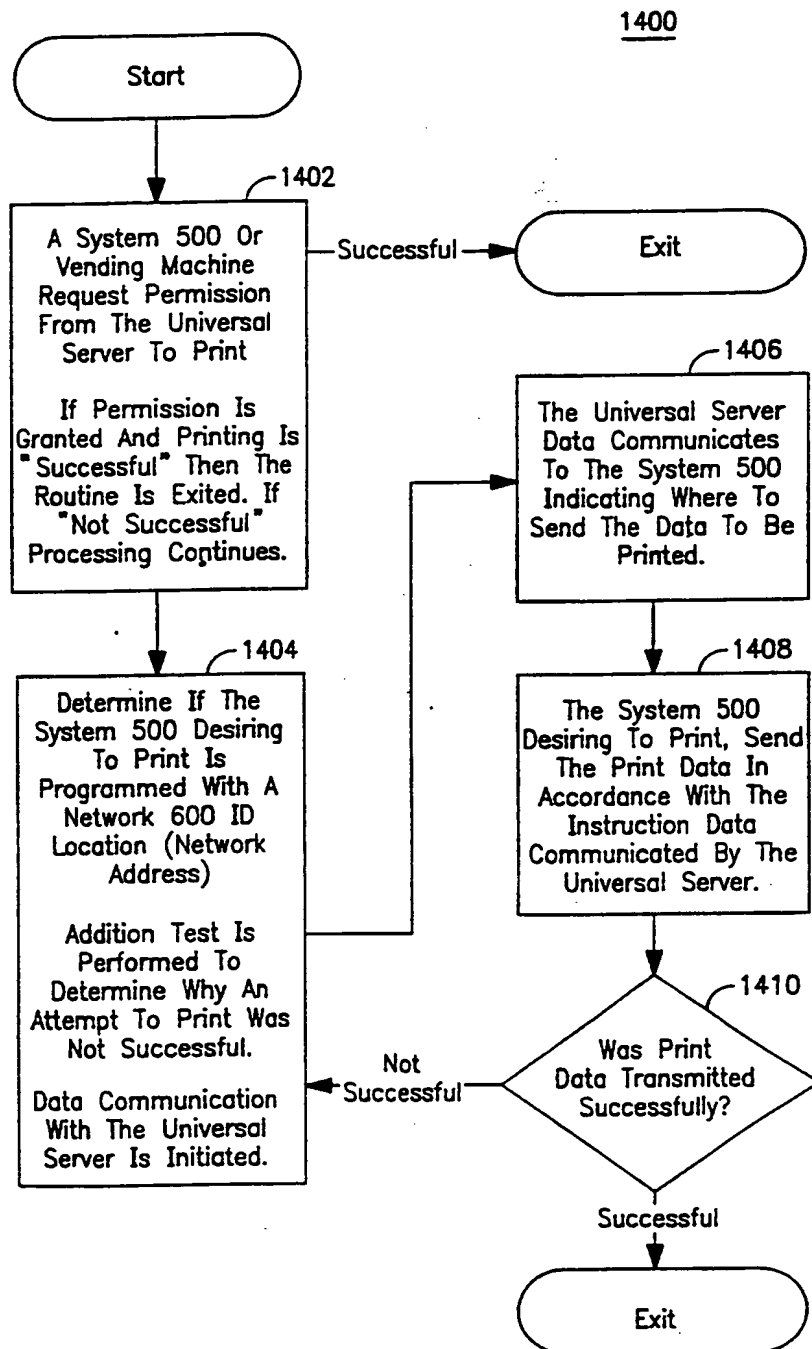 1400
Start
1402
A System 500 Or
Vending Machine
Request Permission
From The Universal
Server To Print
If Permission Is
Granted And Printing Is
"Successful" Then The
Routine Is Exited. If
"Not Successful"
Processing Continues.
Successful
Exit
1404
Determine If The
System 500 Desiring
To Print Is
Programmed With A
Network 600 ID
Location (Network
Address)
Addition Test Is
Performed To
Determine Why An
Attempt To Print Was
Not Successful.
Data Communication
With The Universal
Server Is Initiated.
1406
The Universal Server
Data Communicates
To The System 500
Indicating Where To
Send The Data To Be
Printed.
1408
The System 500
Desiring To Print, Send
The Print Data In
Accordance With The
Instruction Data
Communicated By The
Universal Server.
1410
Was Print
Data Transmitted
Successfully?
Not
Successful
Successful
Exit